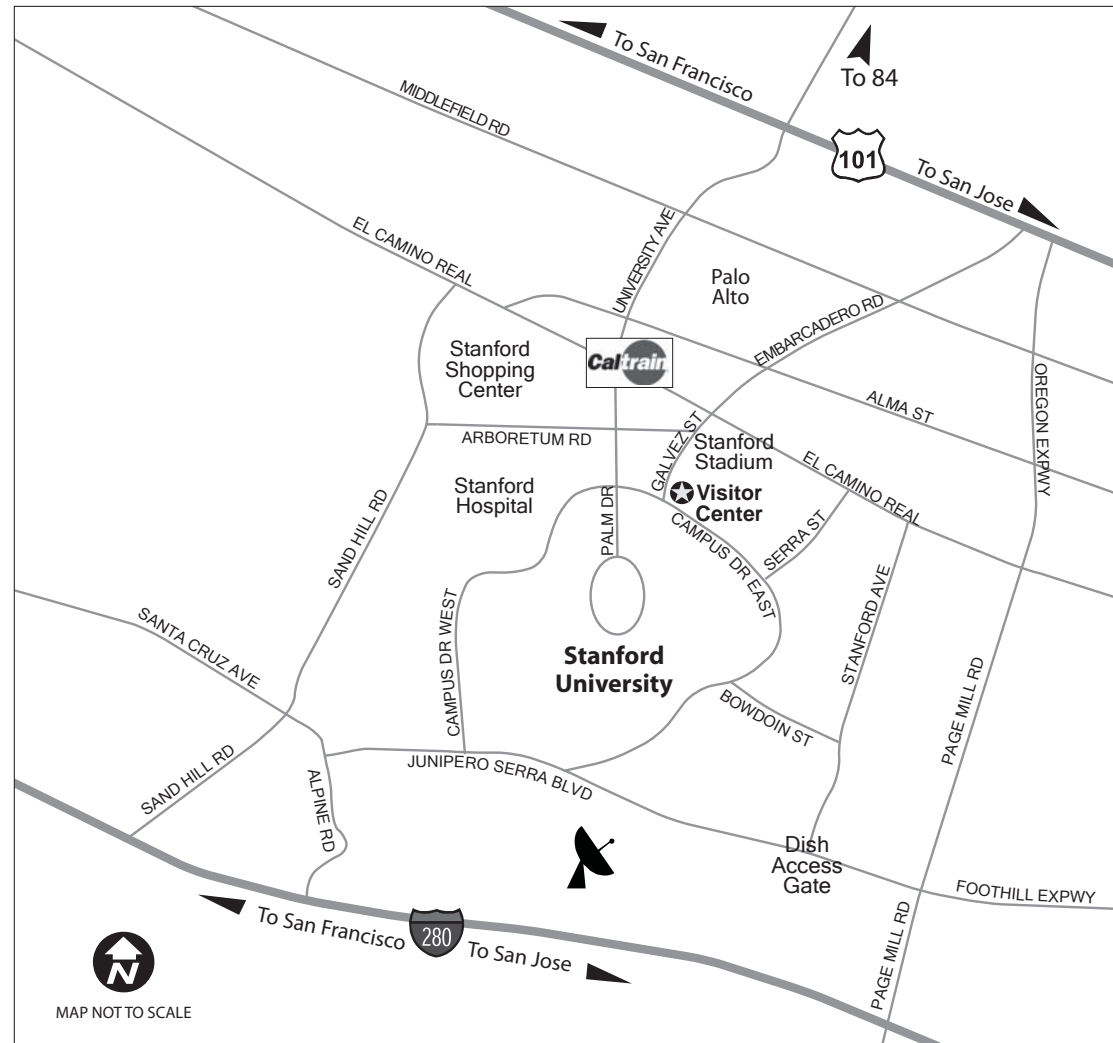 To San Francisco
To 84
MIDDLEFIELD RD
101
To San Jose
EL CAMINO REAL
UNIVERSITY AVE
Palo
Alto
EMBARCADERO RD
Stanford
Shopping
Center
Caltrain
OREGON EXPWY
ALMA ST
ARBORETUM RD
GALVEZ ST
Stanford
Stadium
EL CAMINO REAL
Stanford
Hospital
Visitor
Center
PALM DR
SERRA ST
CAMPUS DR EAST
SAND HILL RD
STANFORD AVE
SANTA CRUZ AVE
CAMPUS DR WEST
Stanford
University
PAGE MILL RD
BOWDOIN ST
SAND HILL RD
JUNIPERO SERRA BLVD
ALPINE RD
Dish
Access
Gate
FOOTHILL EXPWY
To San Francisco
280
To San Jose
PAGE MILL RD
N
MAP NOT TO SCALE